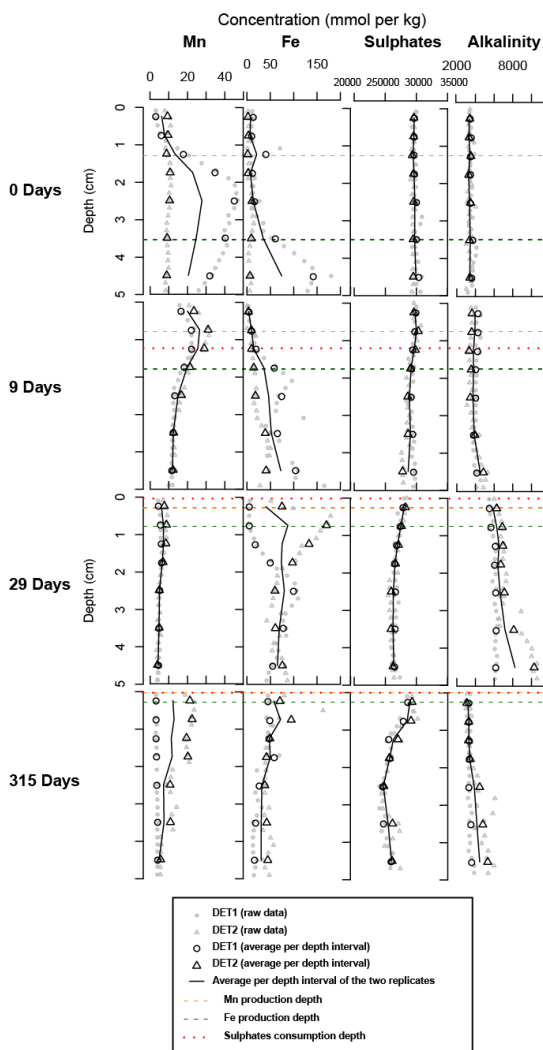 Concentration (mmol per kg)
Mn Fe Sulphates Alkalinity
0 20 40
0 50 150
20000 250000 30000 35000
2000 8000
0 Days
Depth (cm)
0
1
2
3
4
5
9 Days
29 Days
Depth (cm)
0
1
2
3
4
5
315 Days
DET1 (raw data)
DET2 (raw data)
DET1 (average per depth interval)
DET2 (average per depth interval)
Average per depth interval of the two replicates
Mn production depth
Fe production depth
Sulphates consumption depth